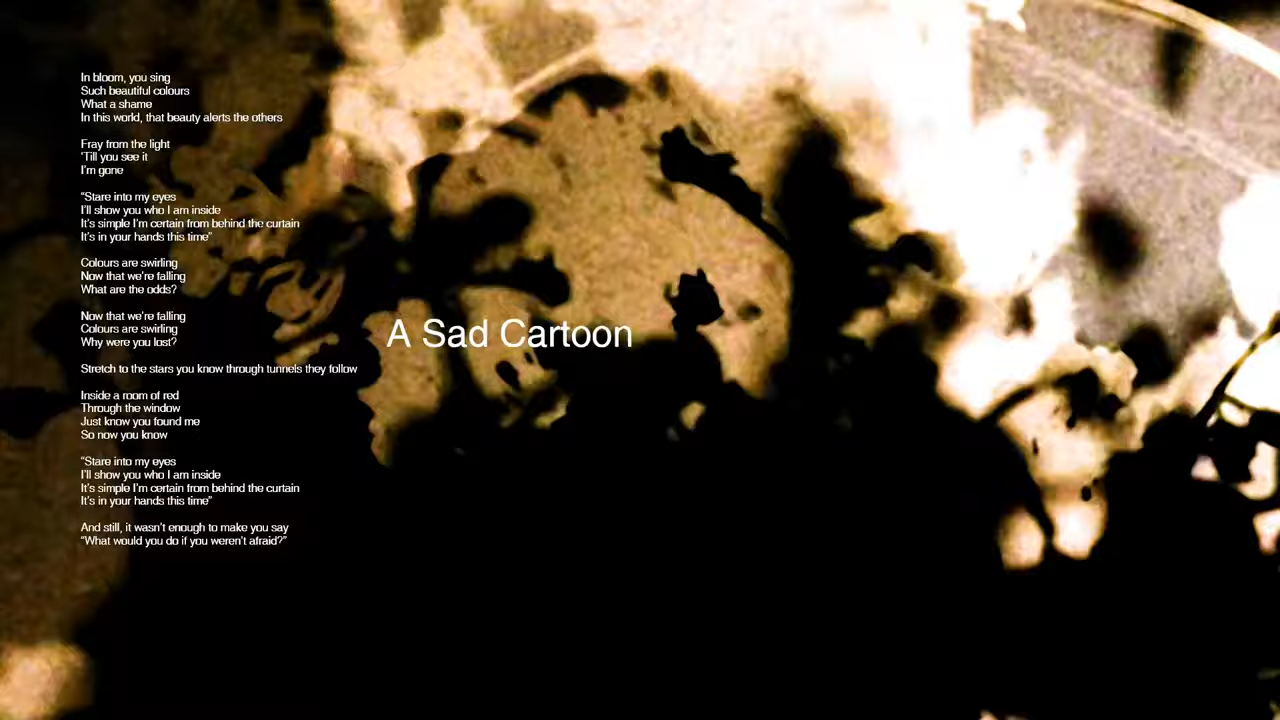 In bloom, you sing
Such beautiful colours
What a shame
In this world, that beauty alerts the others
Fray from the light
'Till you see it
I'm gone
“Stare into my eyes
I'll show you who I am inside
It's simple I'm certain from behind the curtain
It's in your hands this time”
Colours are swirling
Now that we're falling
What are the odds?
Now that we're falling
Colours are swirling
Why were you lost?
Stretch to the stars you know through tunnels they follow
Inside a room of red
Through the window
Just know you found me
So now you know
“Stare into my eyes
I'll show you who I am inside
It's simple I'm certain from behind the curtain
It's in your hands this time”
And still, it wasn't enough to make you say
“What would you do if you weren't afraid?”
A Sad Cartoon